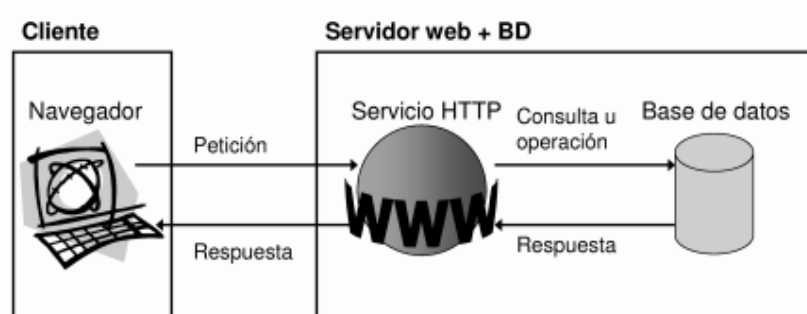 Cliente
Servidor web + BD
Navegador
Servicio HTTP
Consulta u
operación
Base de datos
Petición
WWW
Respuesta
Respuesta